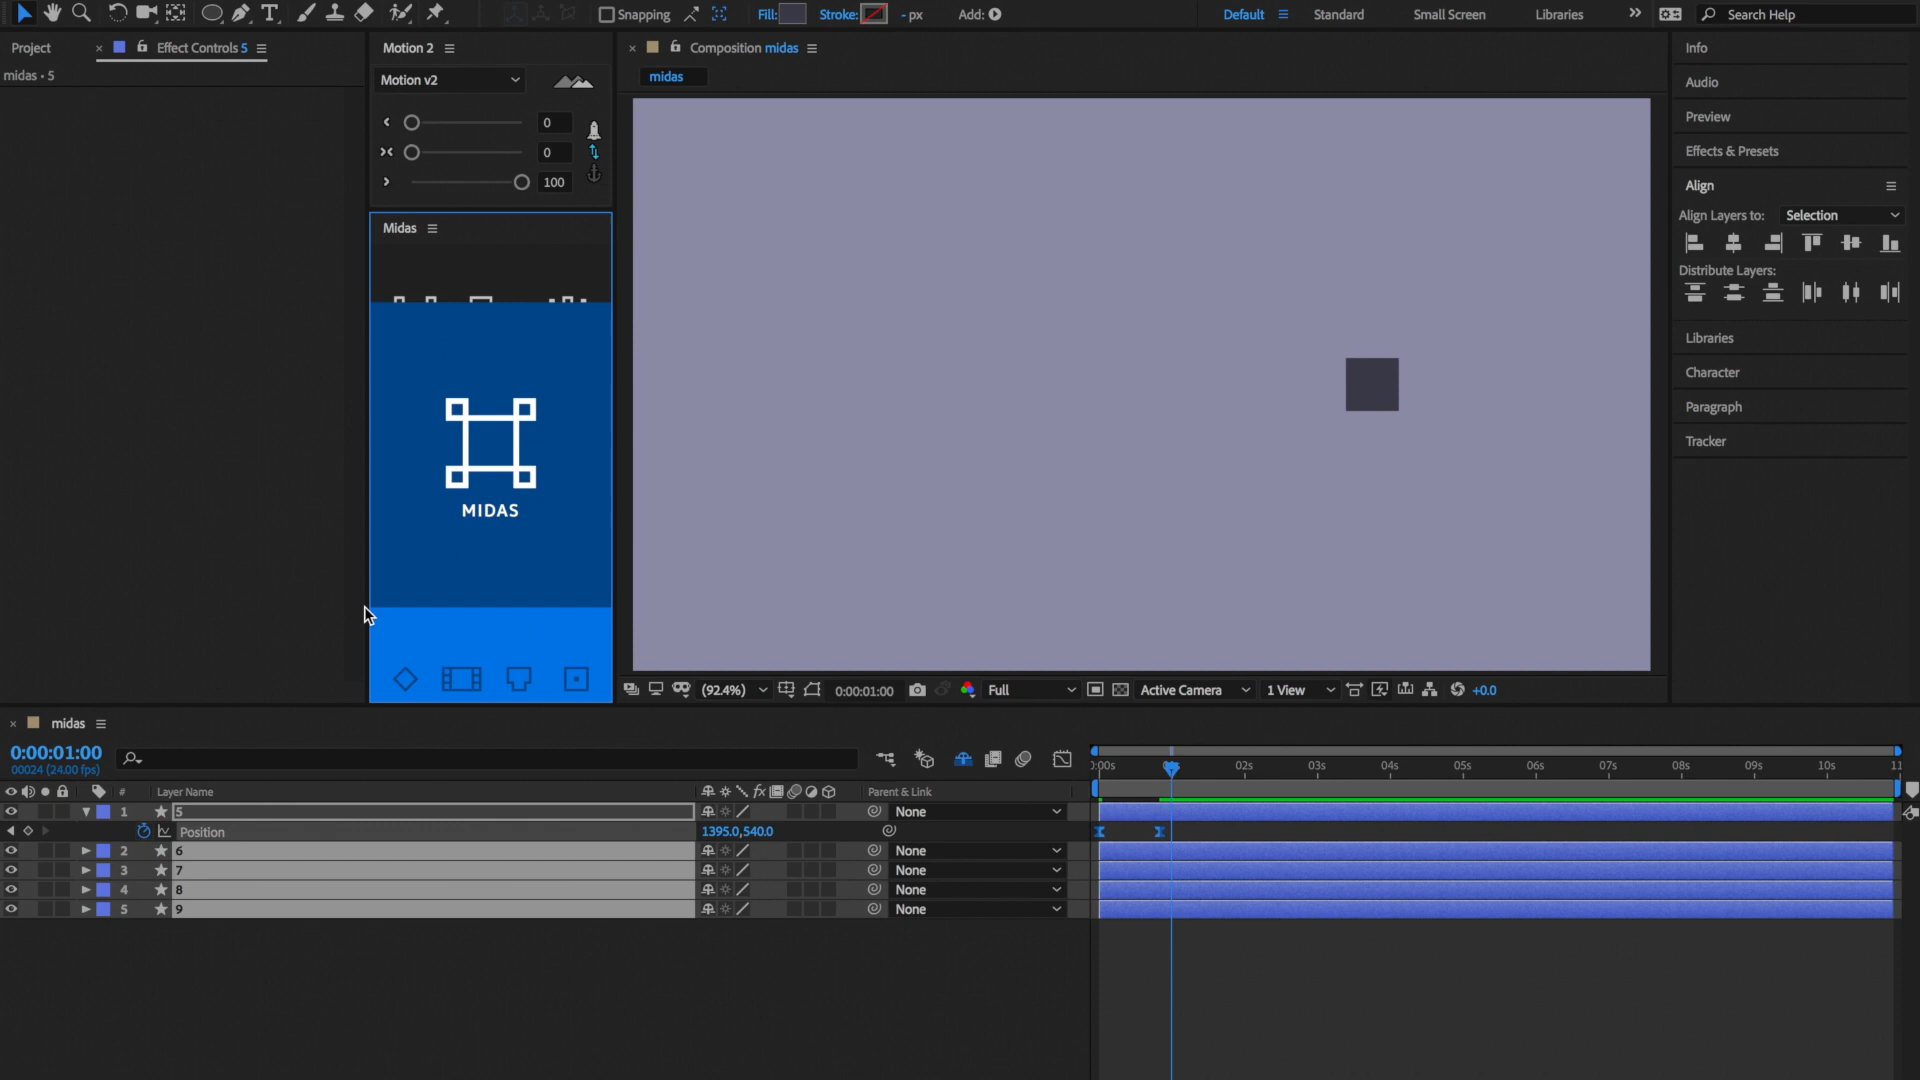 Snapping
Fill:
Stroke:
- px
Add:
Default
Standard
Small Screen
Libraries
Search Help
Project
Effect Controls 5
midas • 5
Motion 2
Motion v2
0
0
100
Midas
MIDAS
Composition midas
midas
(92.4%)
0:00:01:00
Full
Active Camera
1 View
+0.0
Info
Audio
Preview
Effects & Presets
Align
Align Layers to:
Selection
Distribute Layers:
Libraries
Character
Paragraph
Tracker
midas
0:00:01:00
00024 (24.00 fps)
# Layer Name
fx
Parent & Link
:00s 02s 03s 04s 05s 06s 07s 08s 09s 10s 11
1 5 None
Position 1395.0,540.0
2 6 None
3 7 None
4 8 None
5 9 None